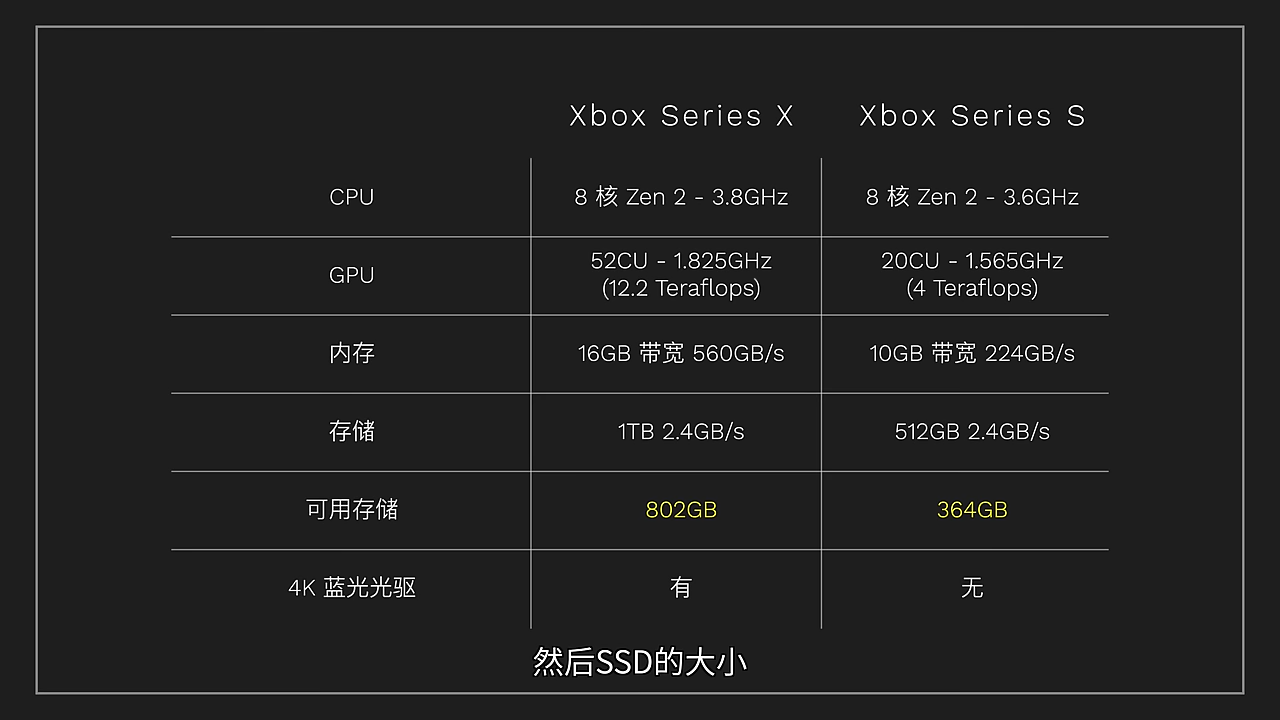 Xbox Series X
Xbox Series S
CPU
8 核 Zen 2 - 3.8GHz
8 核 Zen 2 - 3.6GHz
GPU
52CU - 1.825GHz
(12.2 Teraflops)
20CU - 1.565GHz
(4 Teraflops)
内存
16GB 带宽 560GB/s
10GB 带宽 224GB/s
存储
1TB 2.4GB/s
512GB 2.4GB/s
可用存储
802GB
364GB
4K 蓝光光驱
有
无
然后SSD的大小